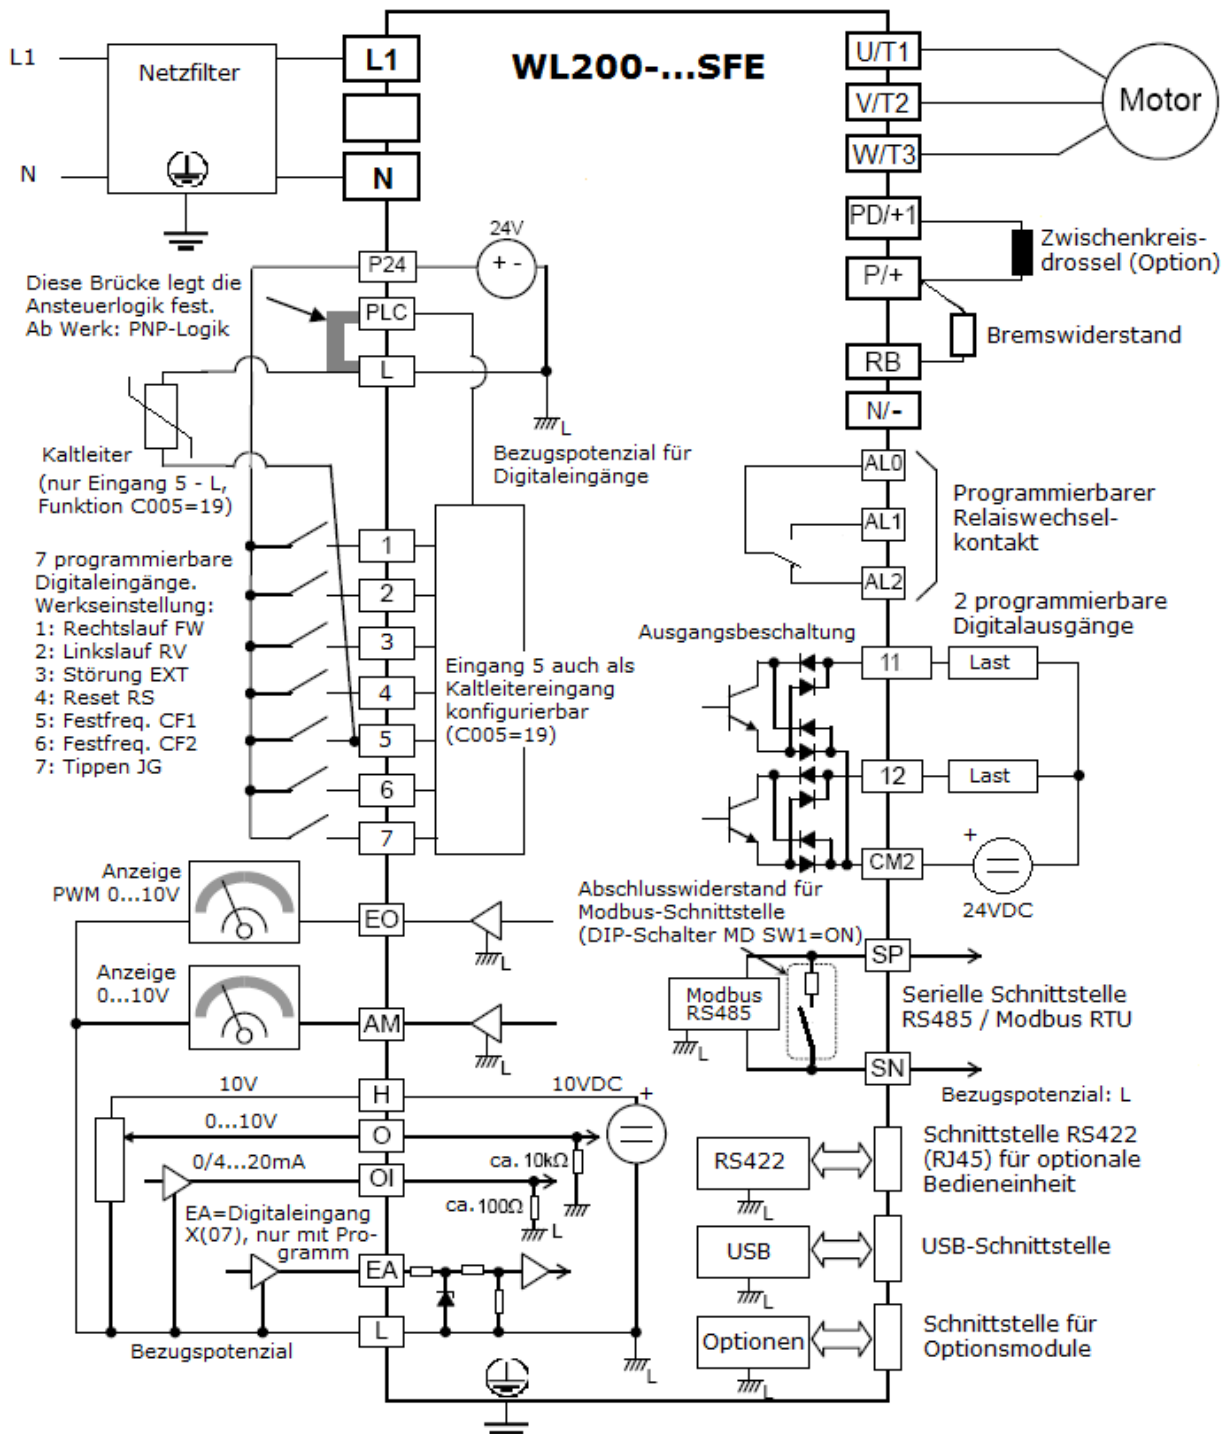 WL200-...SFE
L1
Netzfilter
L1
N
N
U/T1
V/T2
W/T3
Motor
PD/+1
P/+
Zwischenkreis-
drossel (Option)
Bremswiderstand
RB
N/-
24V
P24
+ -
Diese Brücke legt die
Ansteuerlogik fest.
Ab Werk: PNP-Logik
PLC
L
L
Bezugspotenzial für
Digitaleingänge
Kaltleiter
(nur Eingang 5 - L,
Funktion C005=19)
7 programmierbare
Digitaleingänge.
Werkseinstellung:
1: Rechtslauf FW
2: Linkslauf RV
3: Störung EXT
4: Reset RS
5: Festfreq. CF1
6: Festfreq. CF2
7: Tippen JG
1
2
3
4
5
6
7
Eingang 5 auch als
Kaltleitereingang
konfigurierbar
(C005=19)
AL0
AL1
AL2
Programmierbarer
Relaiswechsel-
kontakt
2 programmierbare
Digitalausgänge
Ausgangsbeschaltung
11
Last
12
Last
CM2
+
24VDC
Anzeige
PWM 0...10V
EO
L
Anzeige
0...10V
AM
L
Abschlusswiderstand für
Modbus-Schnittstelle
(DIP-Schalter MD SW1=ON)
SP
Modbus
RS485
L
SN
Serielle Schnittstelle
RS485 / Modbus RTU
Bezugspotenzial: L
10V
H
10VDC
+
0...10V
O
ca. 10kΩ
0/4...20mA
OI
ca. 100Ω
L
EA=Digitaleingang
X(07), nur mit Pro-
gramm
EA
L
Bezugspotenzial
L
RS422
L
Schnittstelle RS422
(RJ45) für optionale
Bedieneinheit
USB
L
USB-Schnittstelle
Optionen
L
Schnittstelle für
Optionsmodule